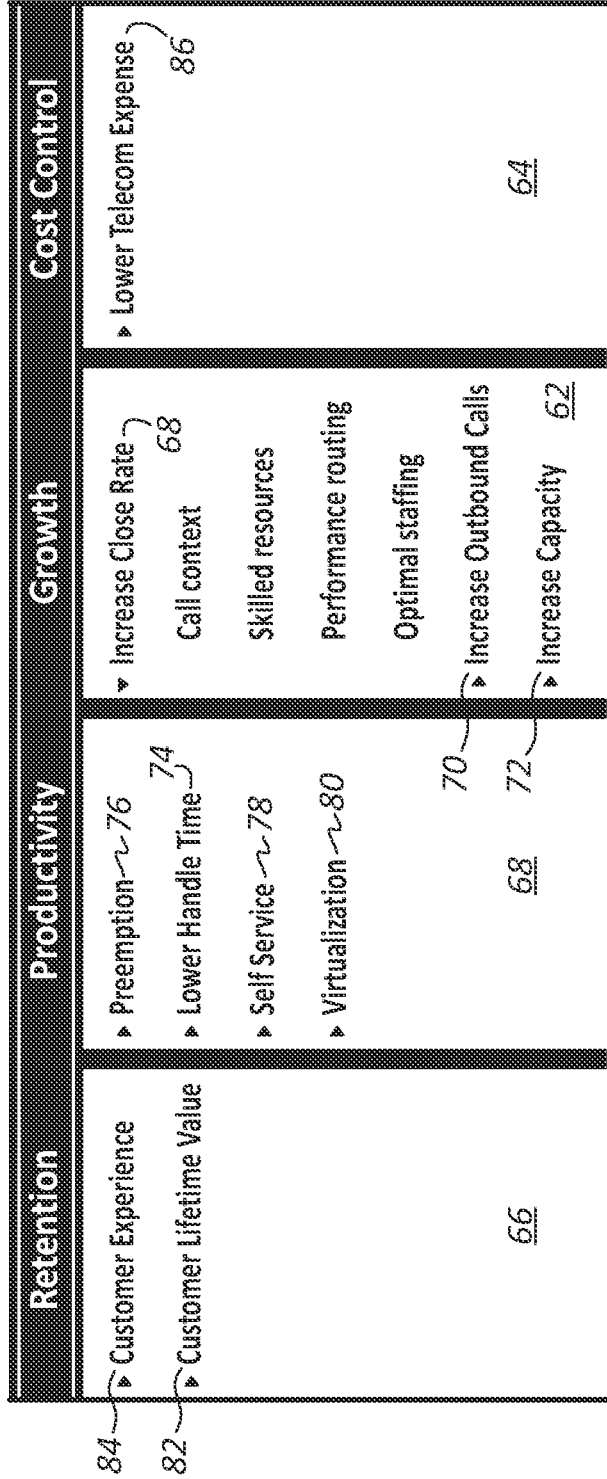 Retention
Productivity
Growth
Cost Control
84 ▸ Customer Experience
82 ▸ Customer Lifetime Value
66
▸ Preemption 76
▸ Lower Handle Time 74
▸ Self Service 78
▸ Virtualization 80
68
▾ Increase Close Rate 68
Call context
Skilled resources
Performance routing
Optimal staffing
70 ▸ Increase Outbound Calls
72 ▸ Increase Capacity
62
▸ Lower Telecom Expense 86
64